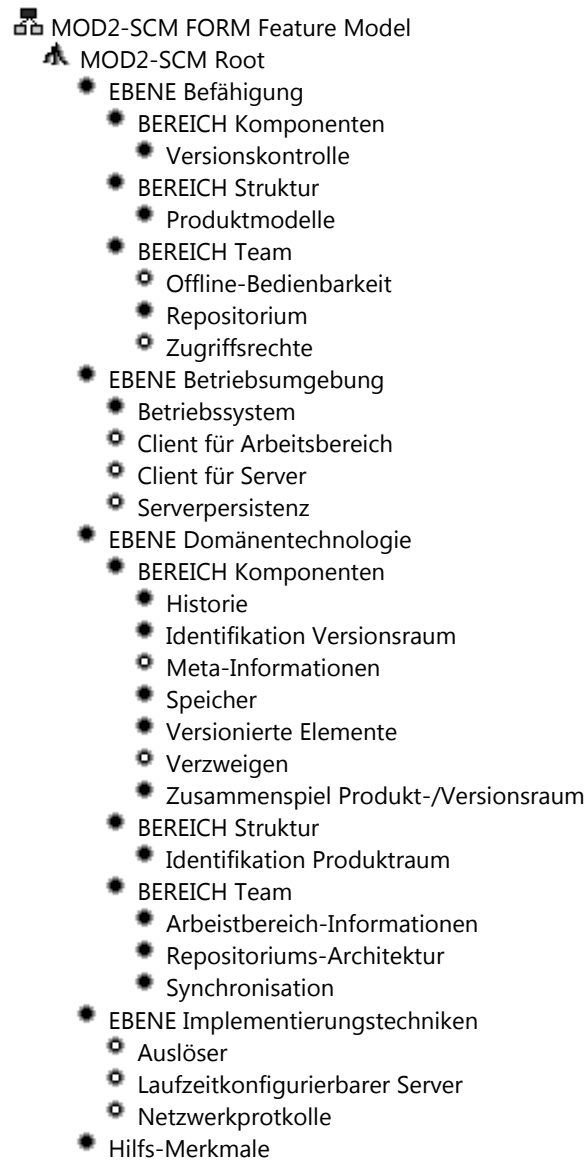 MOD2-SCM FORM Feature Model
MOD2-SCM Root
EBENE Befähigung
BEREICH Komponenten
Versionskontrolle
BEREICH Struktur
Produktmodelle
BEREICH Team
Offline-Bedienbarkeit
Repositorium
Zugriffsrechte
EBENE Betriebsumgebung
Betriebssystem
Client für Arbeitsbereich
Client für Server
Serverpersistenz
EBENE Domänentechnologie
BEREICH Komponenten
Historie
Identifikation Versionsraum
Meta-Informationen
Speicher
Versionierte Elemente
Verzweigen
Zusammenspiel Produkt-/Versionsraum
BEREICH Struktur
Identifikation Produktraum
BEREICH Team
Arbeistbereich-Informationen
Repositoriums-Architektur
Synchronisation
EBENE Implementierungstechniken
Auslöser
Laufzeitkonfigurierbarer Server
Netzwerkprotkolle
Hilfs-Merkmale